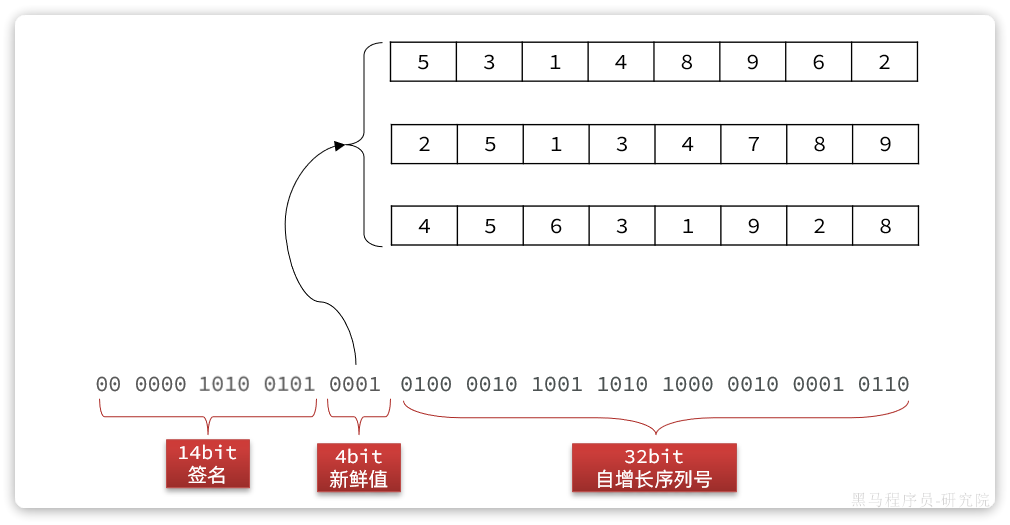 5 3 1 4 8 9 6 2
2 5 1 3 4 7 8 9
4 5 6 3 1 9 2 8
00 0000 1010 0101 0001 0100 0010 1001 1010 1000 0010 0001 0110
14bit
签名
4bit
新鲜值
32bit
自增长序列号
黑马程序员-研究院